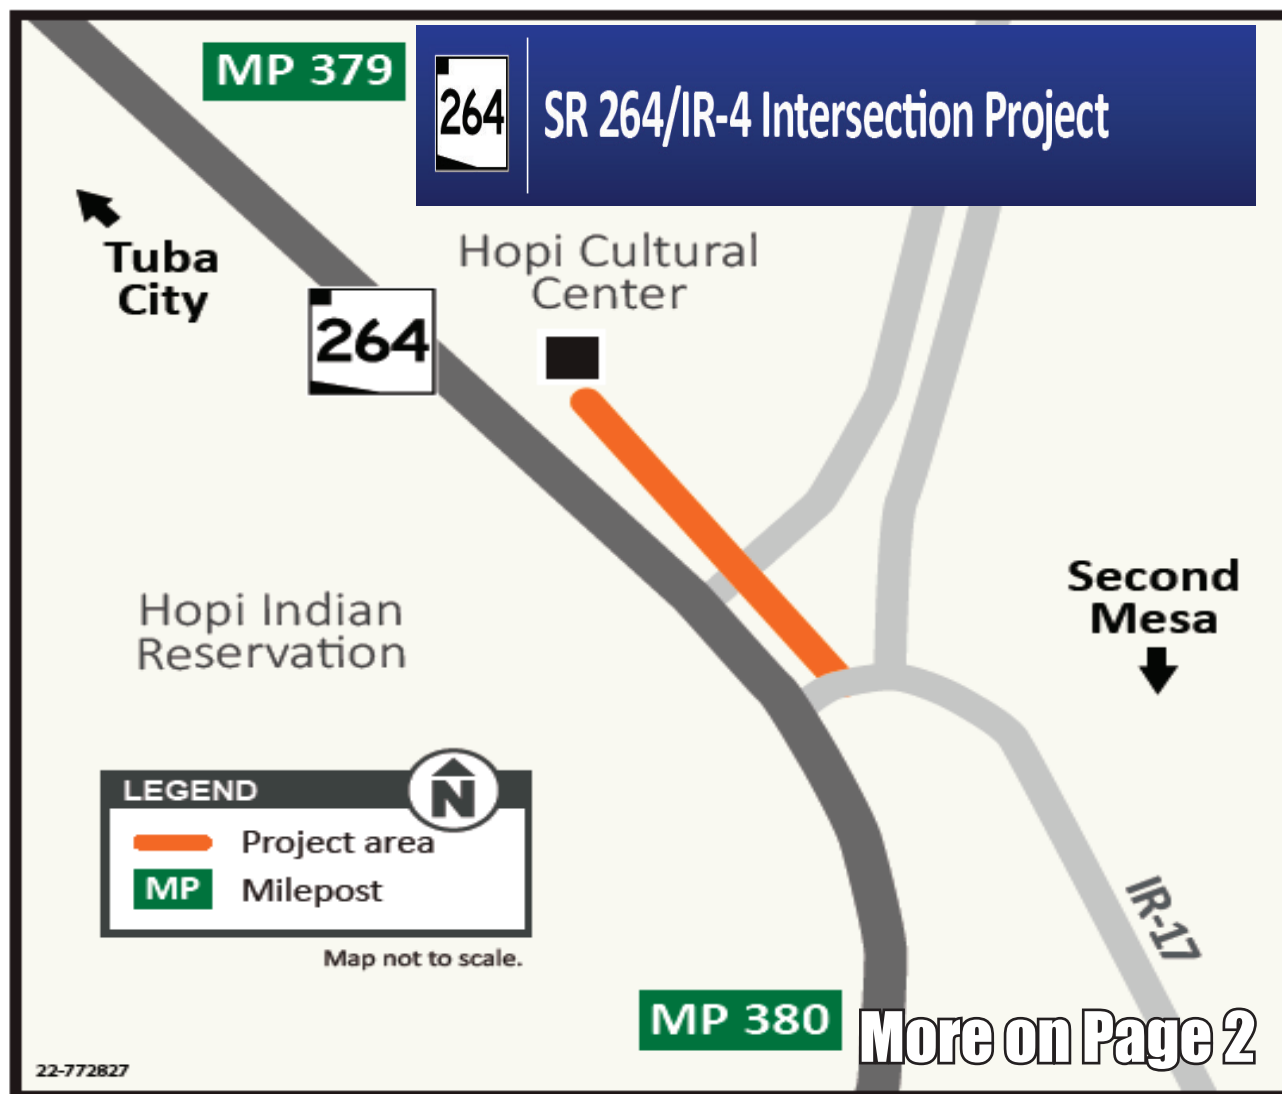 MP 379
264
SR 264/IR-4 Intersection Project
Tuba
City
Hopi Cultural
Center
264
Hopi Indian
Reservation
Second
Mesa
LEGEND
N
Project area
MP
Milepost
Map not to scale.
IR-17
MP 380
More on Page 2
22-772827